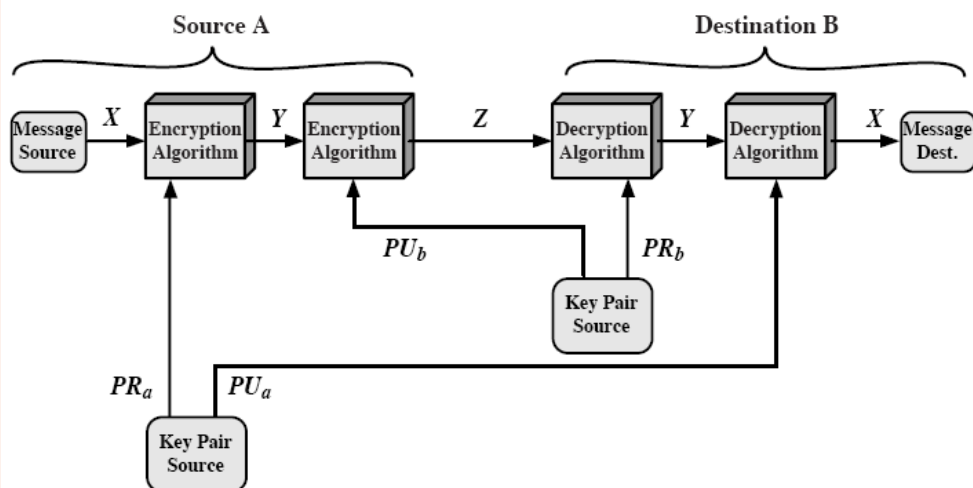 Source A
Destination B
Message
Source
X
Encryption
Algorithm
Y
Encryption
Algorithm
Z
Decryption
Algorithm
Y
Decryption
Algorithm
X
Message
Dest.
PUb
PRb
Key Pair
Source
PRa
PUa
Key Pair
Source